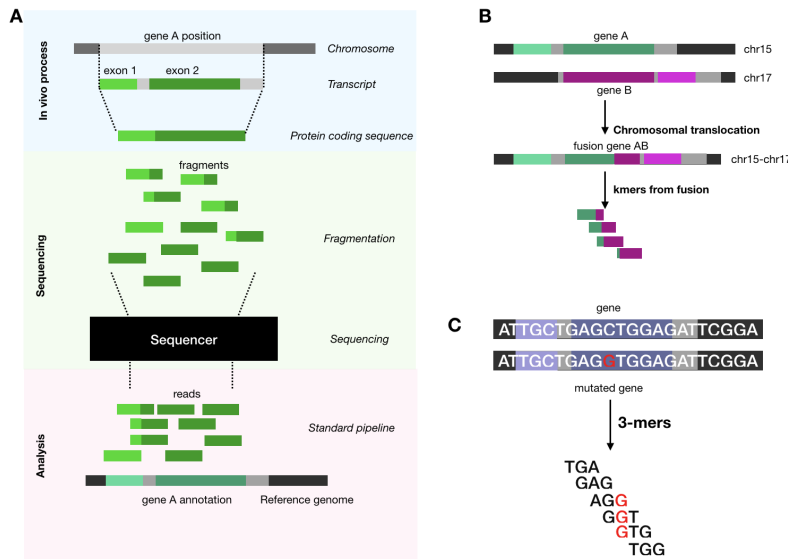 A
In vivo process
gene A position
Chromosome
exon 1 exon 2
Transcript
Protein coding sequence
Sequencing
fragments
Fragmentation
Sequencer
Sequencing
Analysis
reads
Standard pipeline
gene A annotation
Reference genome
B
gene A
chr15
chr17
gene B
Chromosomal translocation
fusion gene AB
chr15-chr17
kmers from fusion
C
gene
ATTGCTGAGCTGGAGATTCGGA
ATTGCTGAGGTGGAGATTCGGA
mutated gene
3-mers
TGA
GAG
AGG
GGT
GTG
TGG